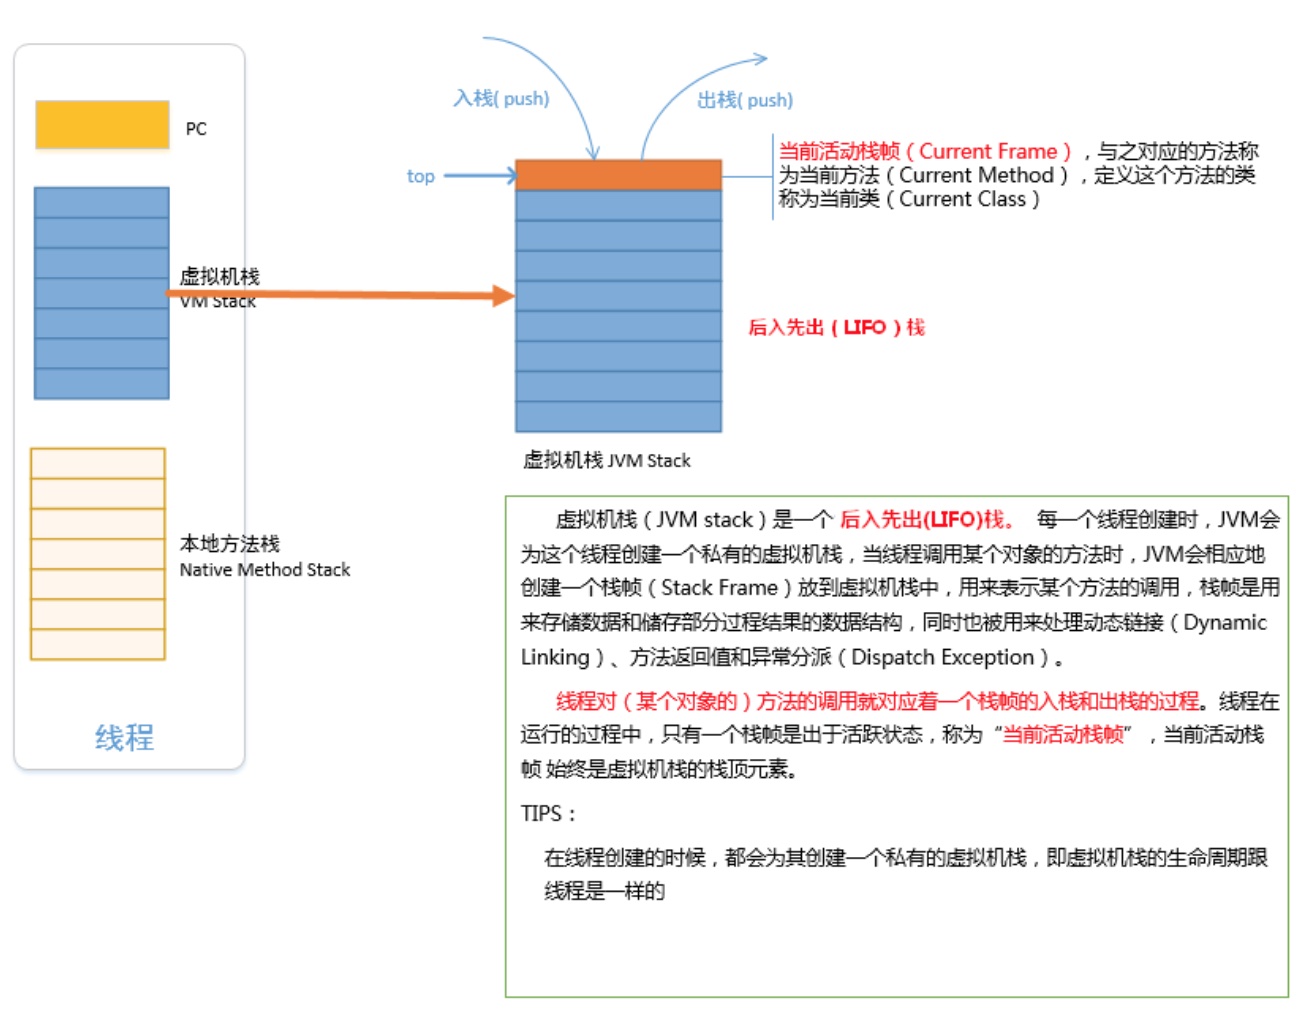 入栈( push)
出栈( push)
PC
top
当前活动栈帧（Current Frame），与之对应的方法称
为当前方法（Current Method），定义这个方法的类
称为当前类（Current Class）
虚拟机栈
VM Stack
后入先出（LIFO）栈
虚拟机栈 JVM Stack
本地方法栈
Native Method Stack
线程
虚拟机栈（JVM stack）是一个 后入先出(LIFO)栈。 每一个线程创建时，JVM会
为这个线程创建一个私有的虚拟机栈，当线程调用某个对象的方法时，JVM会相应地
创建一个栈帧（Stack Frame）放到虚拟机栈中，用来表示某个方法的调用，栈帧是用
来存储数据和储存部分过程结果的数据结构，同时也被用来处理动态链接（Dynamic
Linking）、方法返回值和异常分派（Dispatch Exception）。
线程对（某个对象的）方法的调用就对应着一个栈帧的入栈和出栈的过程。线程在
运行的过程中，只有一个栈帧是出于活跃状态，称为“当前活动栈帧”，当前活动栈
帧 始终是虚拟机栈的栈顶元素。
TIPS：
在线程创建的时候，都会为其创建一个私有的虚拟机栈，即虚拟机栈的生命周期跟
线程是一样的